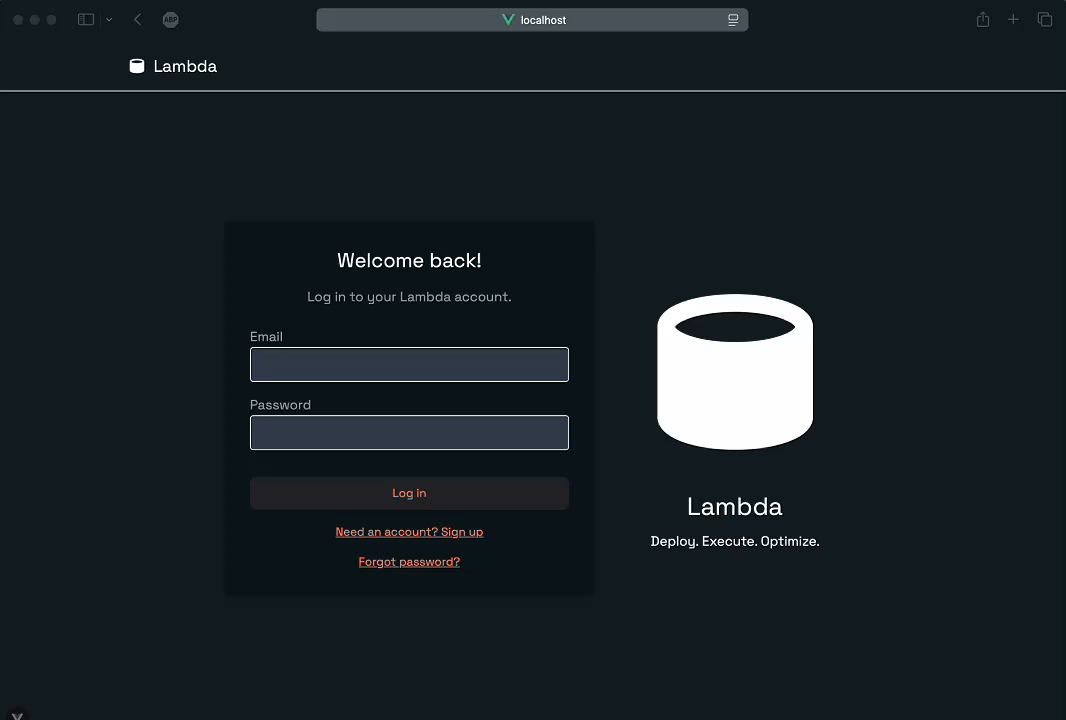 ABP
localhost
Lambda
Welcome back!
Log in to your Lambda account.
Email
Password
Log in
Need an account? Sign up
Forgot password?
Lambda
Deploy. Execute. Optimize.